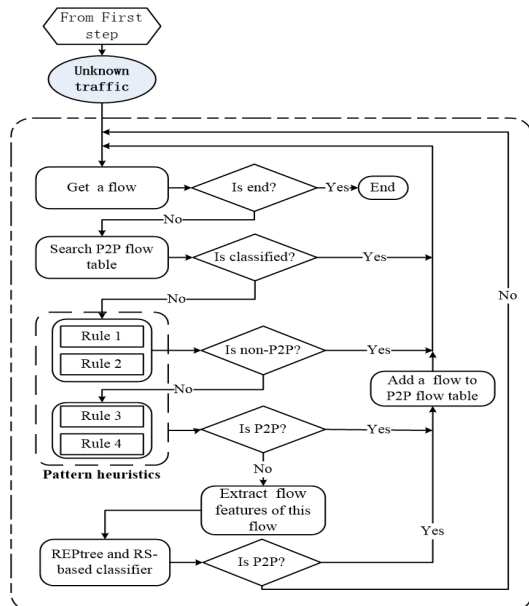 From First
step
Unknown
traffic
Get a flow
Is end?
Yes
End
No
Search P2P flow
table
Is classified?
Yes
No
No
Rule 1
Rule 2
Is non-P2P?
Yes
Add a flow to
P2P flow table
No
Rule 3
Rule 4
Is P2P?
Yes
Pattern heuristics
No
Extract flow
features of this
flow
Yes
REPtree and RS-
based classifier
Is P2P?